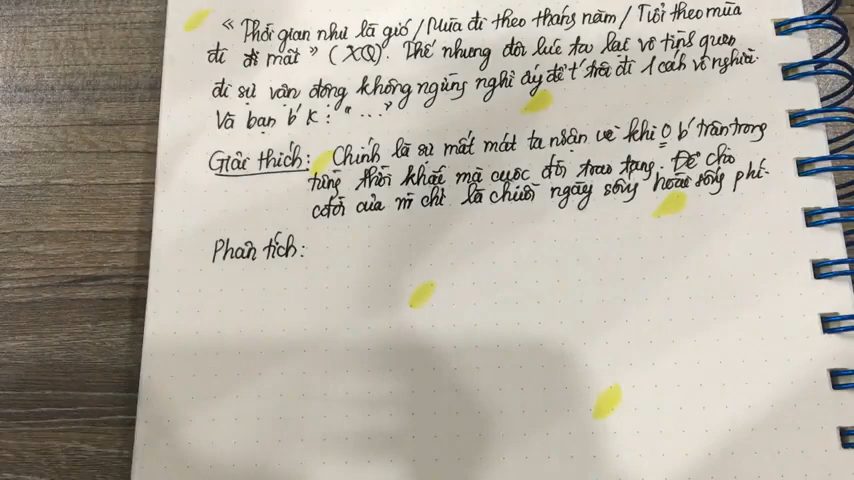 " Thời gian như là gió / Mùa đi theo tháng năm / Tuổi theo mùa
đi mất " (XQ). Thế nhưng đôi lúc ta lại vô tình quên
đi sự vận động không ngừng nghỉ ấy để t' trôi đi 1 cách vô nghĩa.
Và bạn b' k : " ... "
Giải thích: Chính là sự mất mát ta nhận về khi 0 b' trân trọng
từng thời khắc mà cuộc đời trao tặng. Để cho
cđời của m chỉ là chuỗi ngày sống hoài sống phí.
Phân tích: